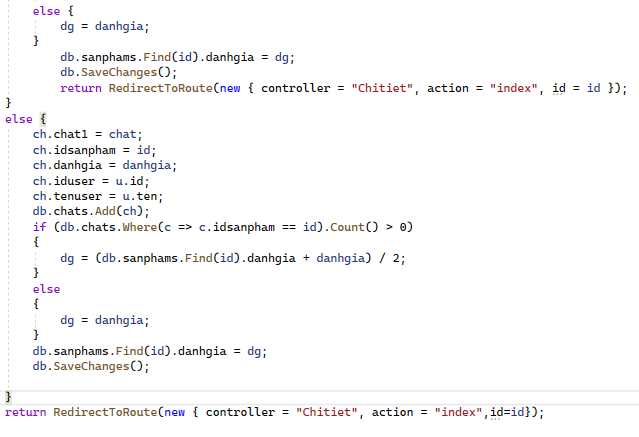 else {
dg = danhgia;
}
db.sanphams.Find(id).danhgia = dg;
db.SaveChanges();
return RedirectToRoute(new { controller = "Chitiet", action = "index", id = id });
}
else {
ch.chat1 = chat;
ch.idsanpham = id;
ch.danhgia = danhgia;
ch.iduser = u.id;
ch.tenuser = u.ten;
db.chats.Add(ch);
if (db.chats.Where(c => c.idsanpham == id).Count() > 0)
{
dg = (db.sanphams.Find(id).danhgia + danhgia) / 2;
}
else
{
dg = danhgia;
}
db.sanphams.Find(id).danhgia = dg;
db.SaveChanges();
}
return RedirectToRoute(new { controller = "Chitiet", action = "index",id=id});